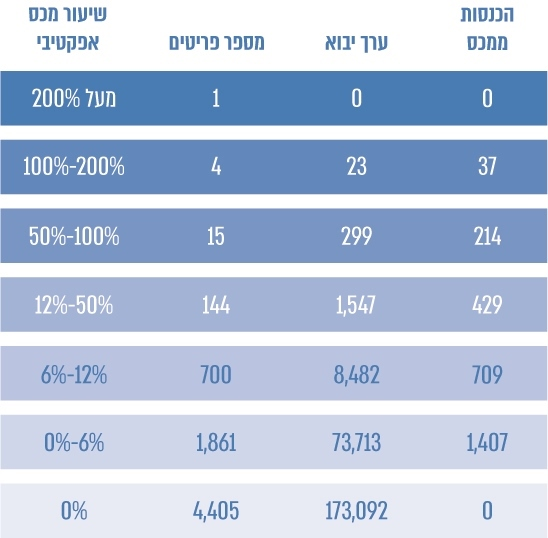 שיעור מכס אפקטיבי מספר פריטים ערך יבוא הכנסות ממכס
מעל 200% 1 0 0
100%-200% 4 23 37
50%-100% 15 299 214
12%-50% 144 1,547 429
6%-12% 700 8,482 709
0%-6% 1,861 73,713 1,407
0% 4,405 173,092 0